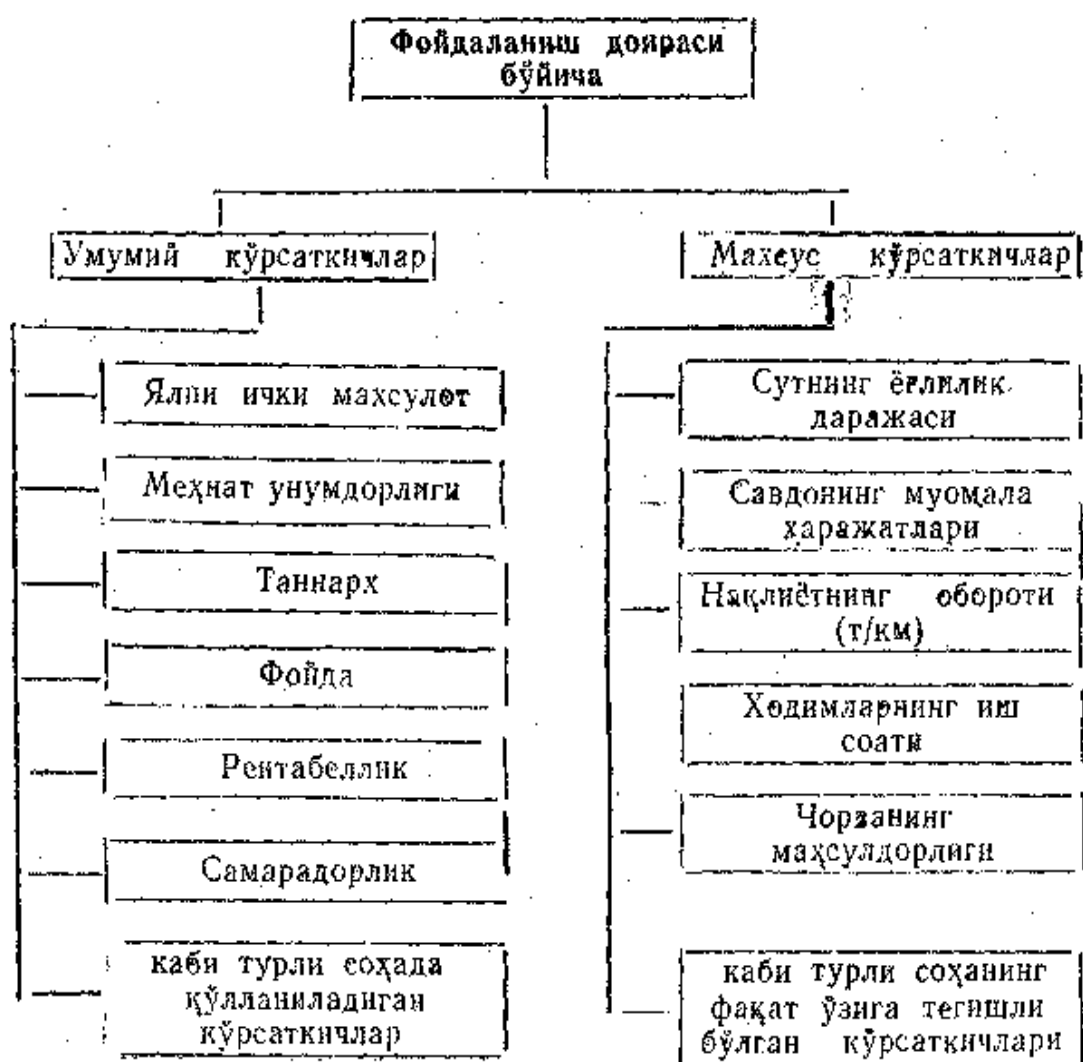 Фойдаланиш доираси
бўйича
Умумий кўрсаткичлар
Махсус кўрсаткичлар
Ялпи ички махсулот
Меҳнат унумдорлиги
Таннарх
Фойда
Рентабеллик
Самарадорлик
каби турли соҳада
қўлланиладиган
кўрсаткичлар
Сутнинг ёғлилик
даражаси
Савдонинг муомала
харажатлари
Нақлиётнинг обороти
(т/км)
Ходимларнинг иш
соати
Чорванинг
маҳсулдорлиги
каби турли соҳанинг
фақат ўзига тегишли
бўлган кўрсаткичлари